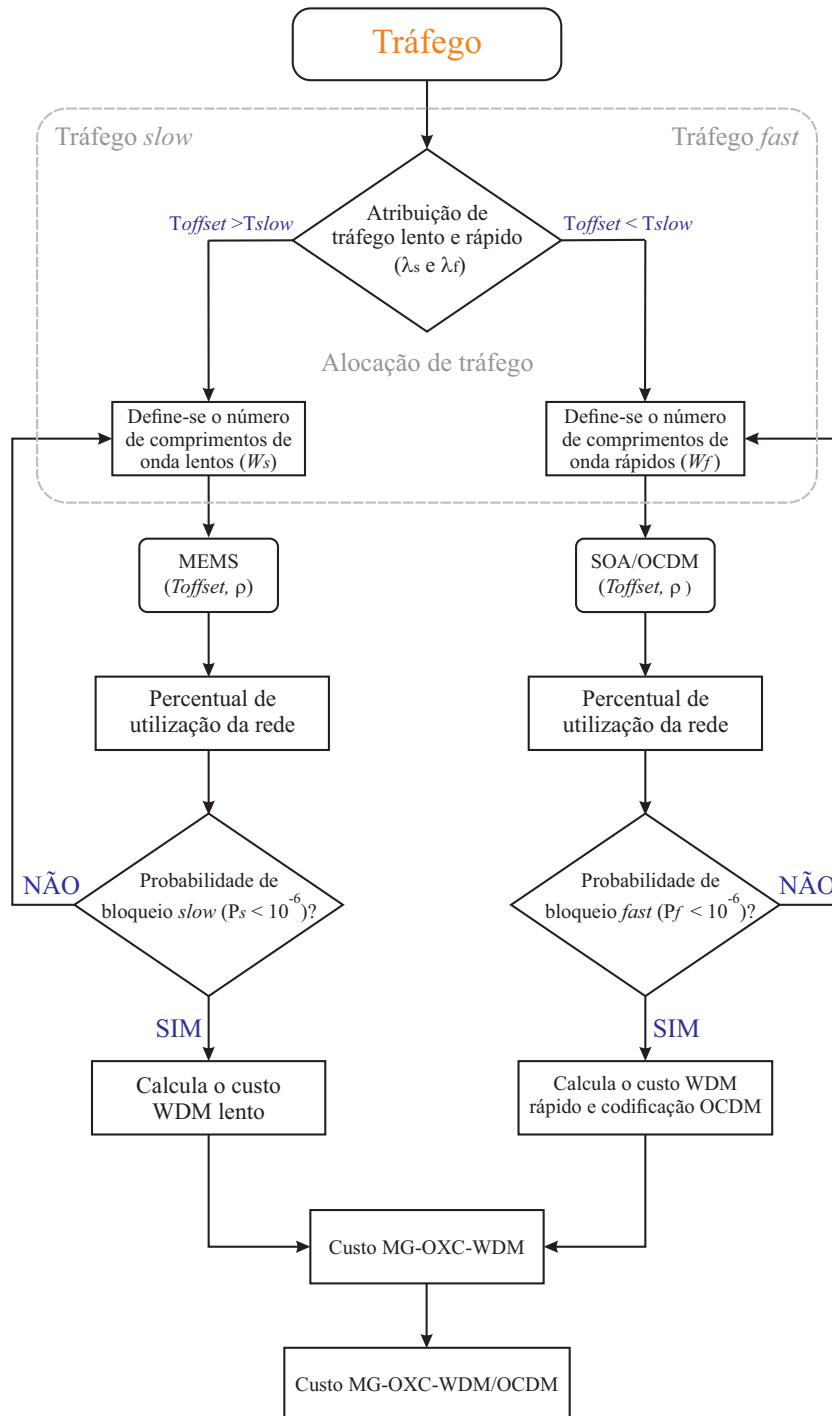 Tráfego
Tráfego slow
Tráfego fast
Toffset >Tslow
Atribuição de
tráfego lento e rápido
(λs e λf)
Toffset < Tslow
Alocação de tráfego
Define-se o número
de comprimentos de
onda lentos (Ws)
Define-se o número
de comprimentos de
onda rápidos (Wf)
MEMS
(Toffset, ρ)
SOA/OCDM
(Toffset, ρ )
Percentual de
utilização da rede
Percentual de
utilização da rede
NÃO
Probabilidade de
bloqueio slow (Ps < 10^-6)?
Probabilidade de
bloqueio fast (Pf < 10^-6)?
NÃO
SIM
SIM
Calcula o custo
WDM lento
Calcula o custo WDM
rápido e codificação OCDM
Custo MG-OXC-WDM
Custo MG-OXC-WDM/OCDM